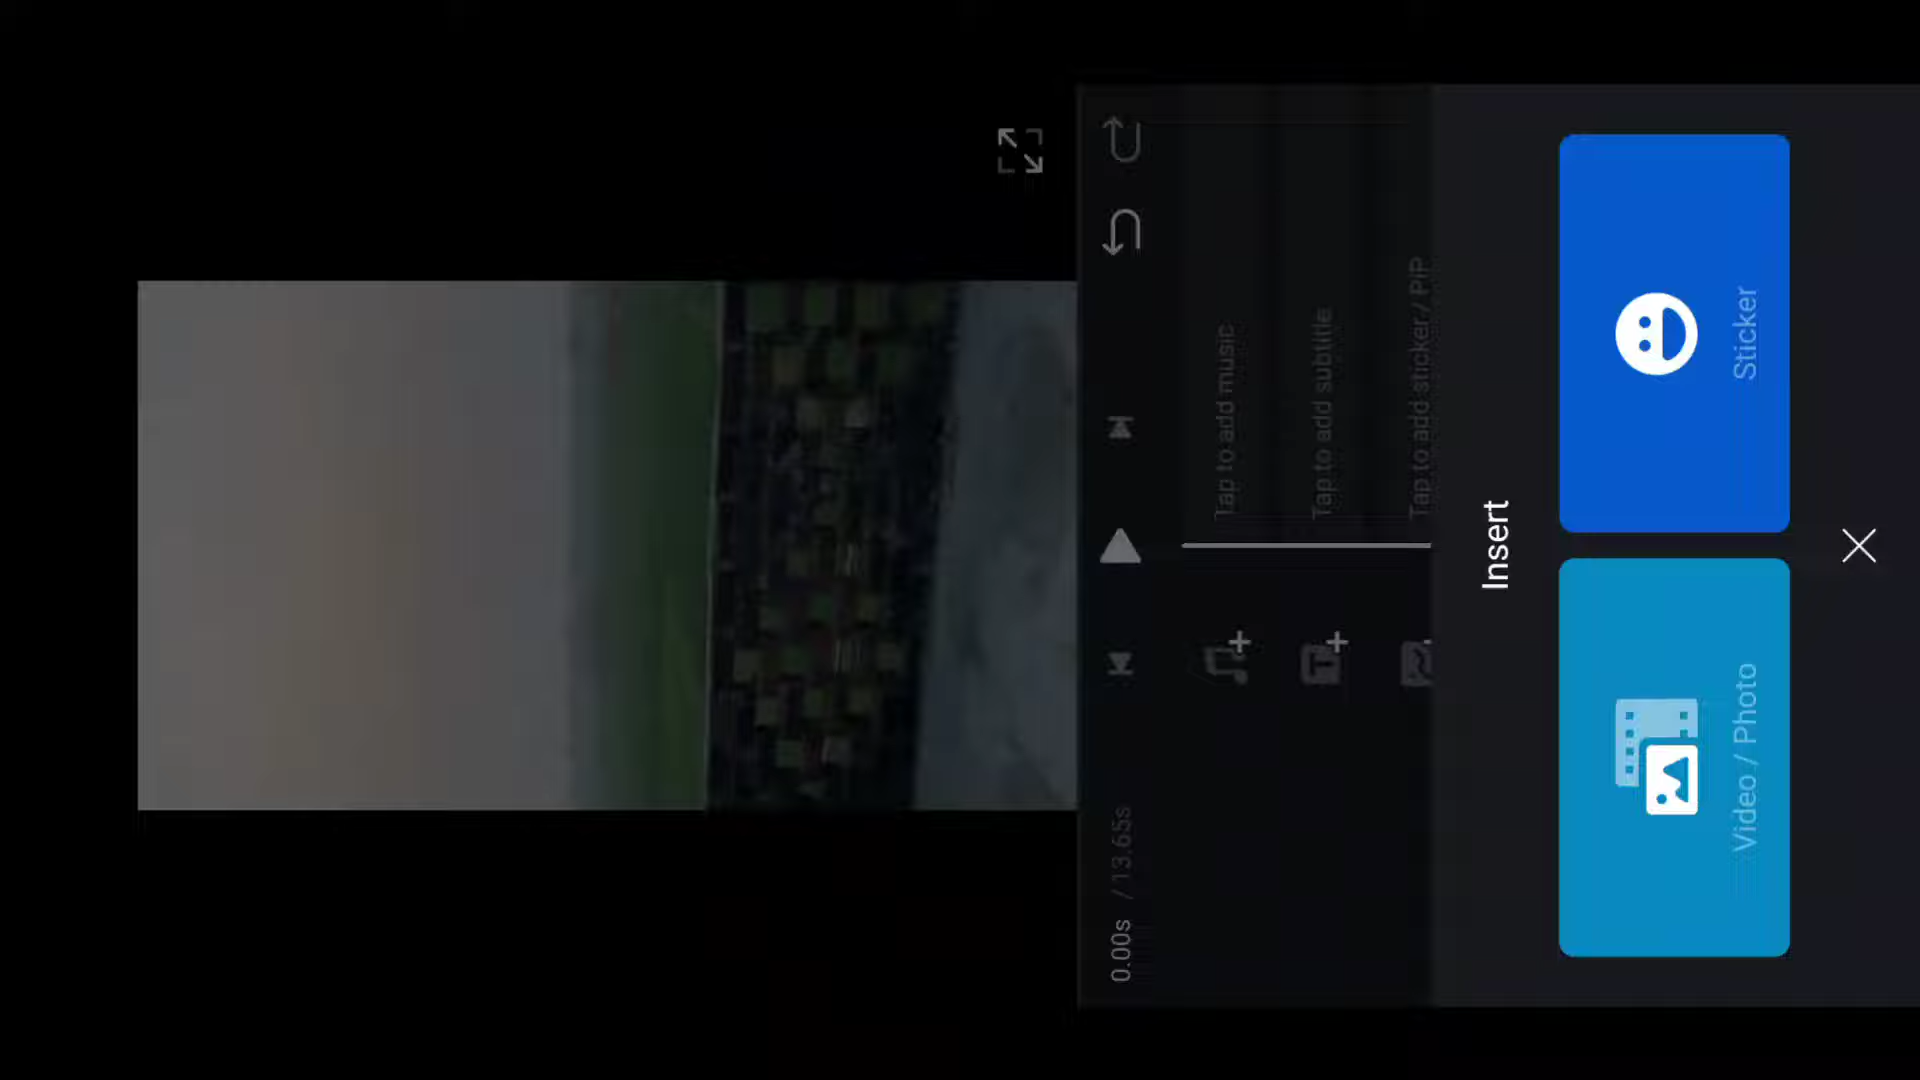 0.00s / 13.65s
Tap to add music
Tap to add subtitle
Tap to add sticker / PiP
Insert
Video / Photo
Sticker